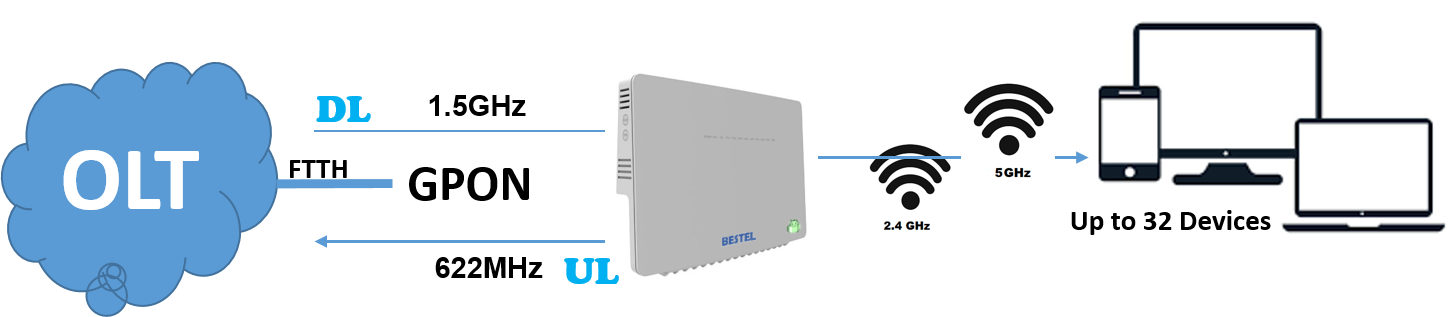 OLT
DL
1.5GHz
FTTH
GPON
622MHz
UL
BESTEL
2.4 GHz
5GHz
Up to 32 Devices